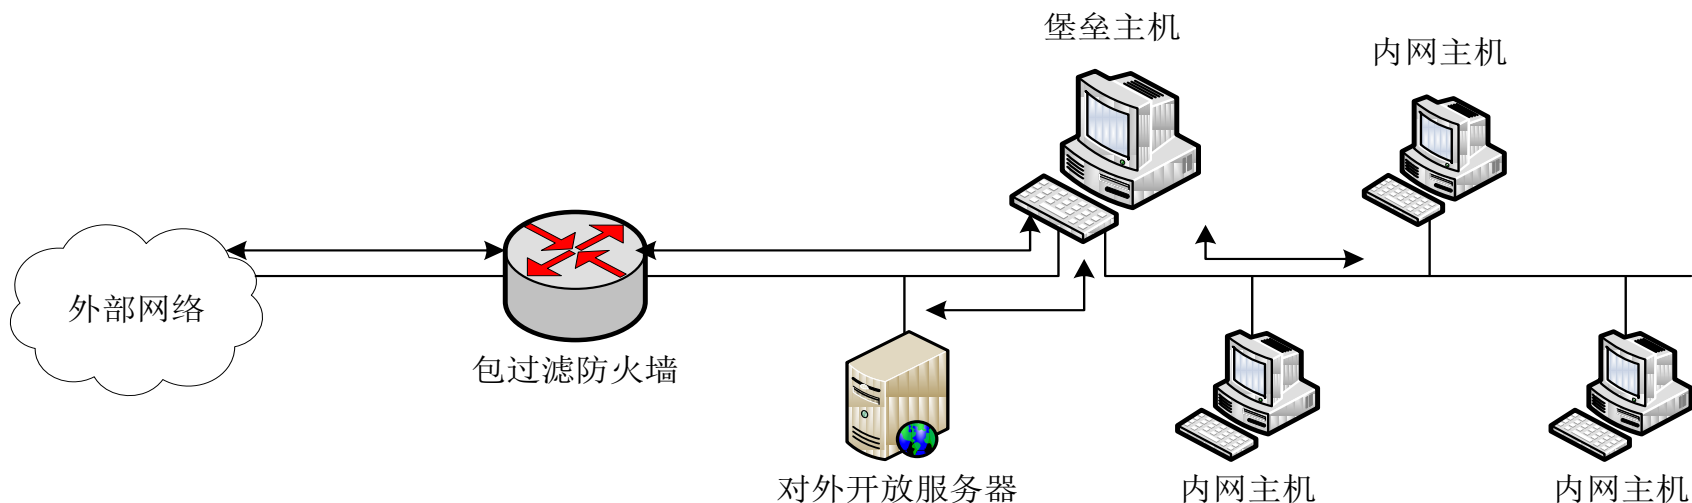 堡垒主机
内网主机
外部网络
包过滤防火墙
对外开放服务器
内网主机
内网主机